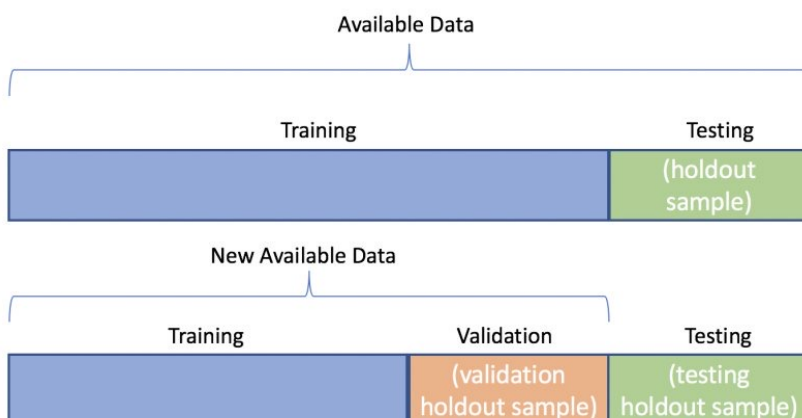 Available Data
Training
Testing
(holdout
sample)
New Available Data
Training
Validation
Testing
(validation
holdout sample)
(testing
holdout sample)